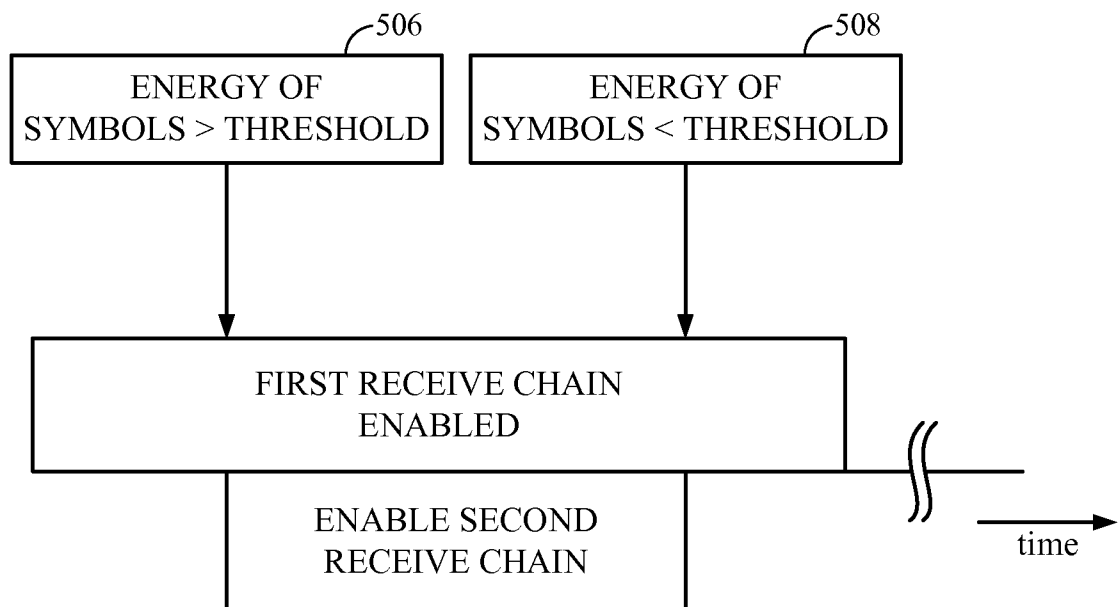 506
508
ENERGY OF
SYMBOLS > THRESHOLD
ENERGY OF
SYMBOLS < THRESHOLD
FIRST RECEIVE CHAIN
ENABLED
ENABLE SECOND
RECEIVE CHAIN
time